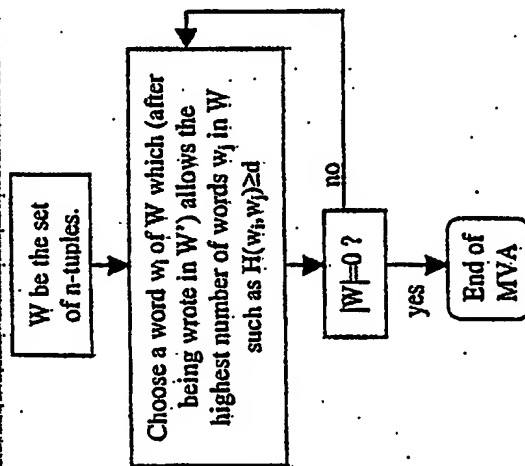 W be the set
of n-tuples.
Choose a word wᵢ of W which (after
being wrote in W') allows the
highest number of words wⱼ in W
such as H(wᵢ,wⱼ)≥d
no
|W|=0 ?
yes
End of
MVA